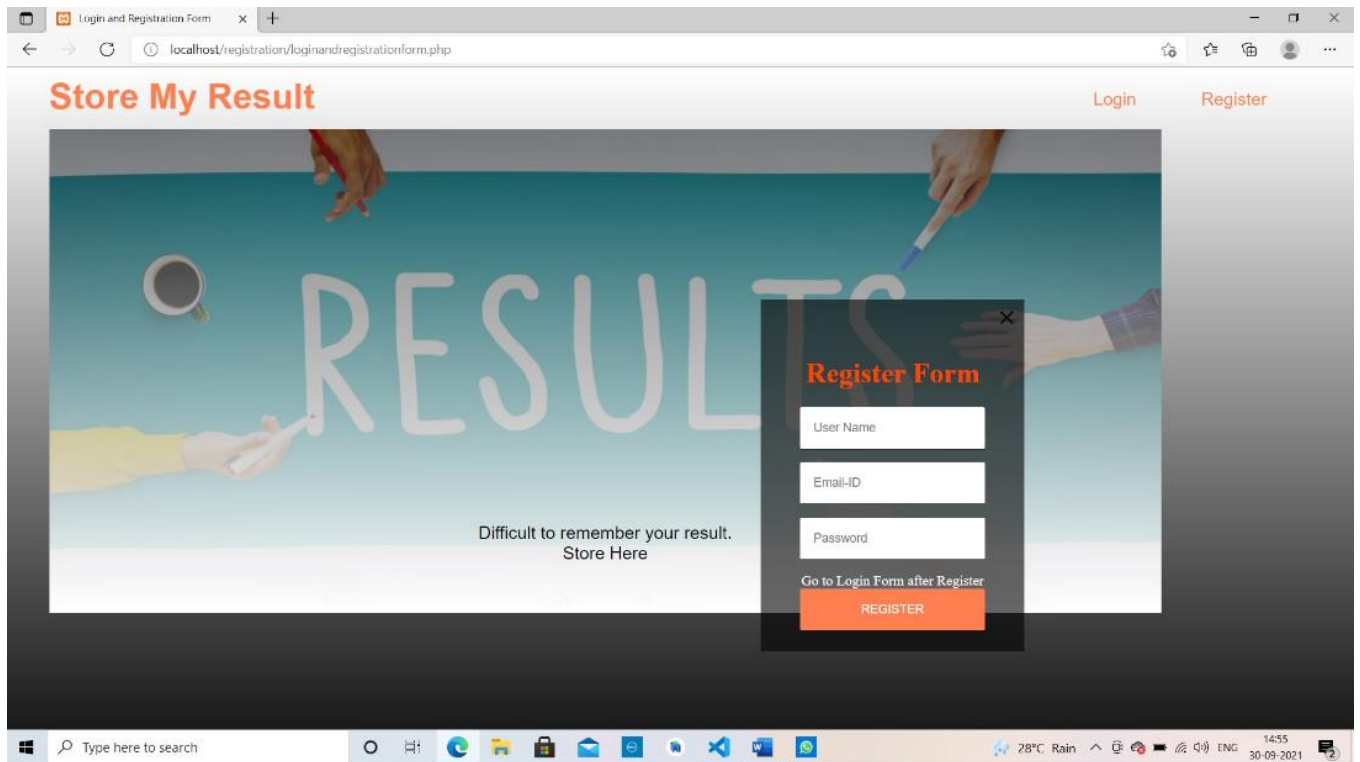 Login and Registration Form
localhost/registration/loginandregistrationform.php
Store My Result
Login
Register
RESULTS
Register Form
User Name
Email-ID
Password
Go to Login Form after Register
REGISTER
Difficult to remember your result.
Store Here
Type here to search
28°C Rain
ENG
14:55
30-09-2021
2